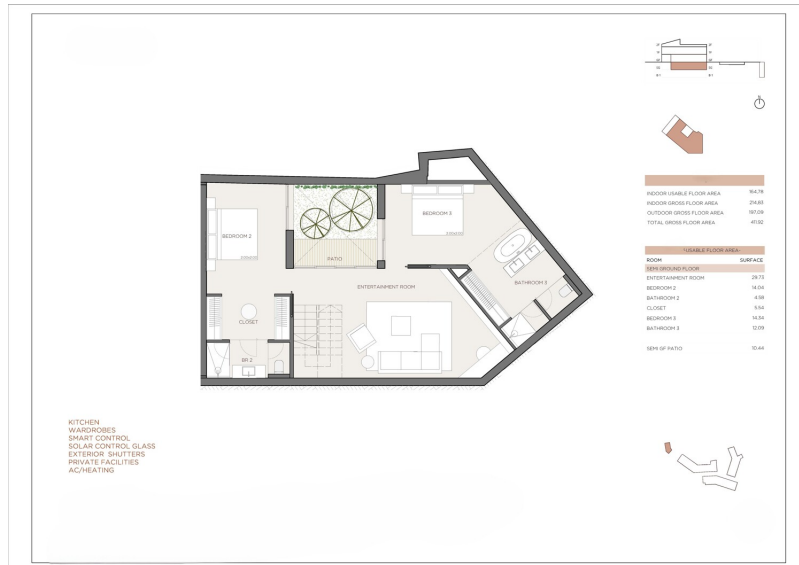 N
BEDROOM 2
PATIO
BEDROOM 3
BATHROOM 3
ENTERTAINMENT ROOM
CLOSET
BR 2
INDOOR USABLE FLOOR AREA 164,78
INDOOR GROSS FLOOR AREA 214,83
OUTDOOR GROSS FLOOR AREA 197,09
TOTAL GROSS FLOOR AREA 411,92
-USABLE FLOOR AREA-
ROOM SURFACE
SEMI GROUND FLOOR
ENTERTAINMENT ROOM 29.73
BEDROOM 2 14,04
BATHROOM 2 4,58
CLOSET 5,54
BEDROOM 3 14,34
BATHROOM 3 12,09
SEMI GF PATIO 10.44
KITCHEN
WARDROBES
SMART CONTROL
SOLAR CONTROL GLASS
EXTERIOR SHUTTERS
PRIVATE FACILITIES
AC/HEATING